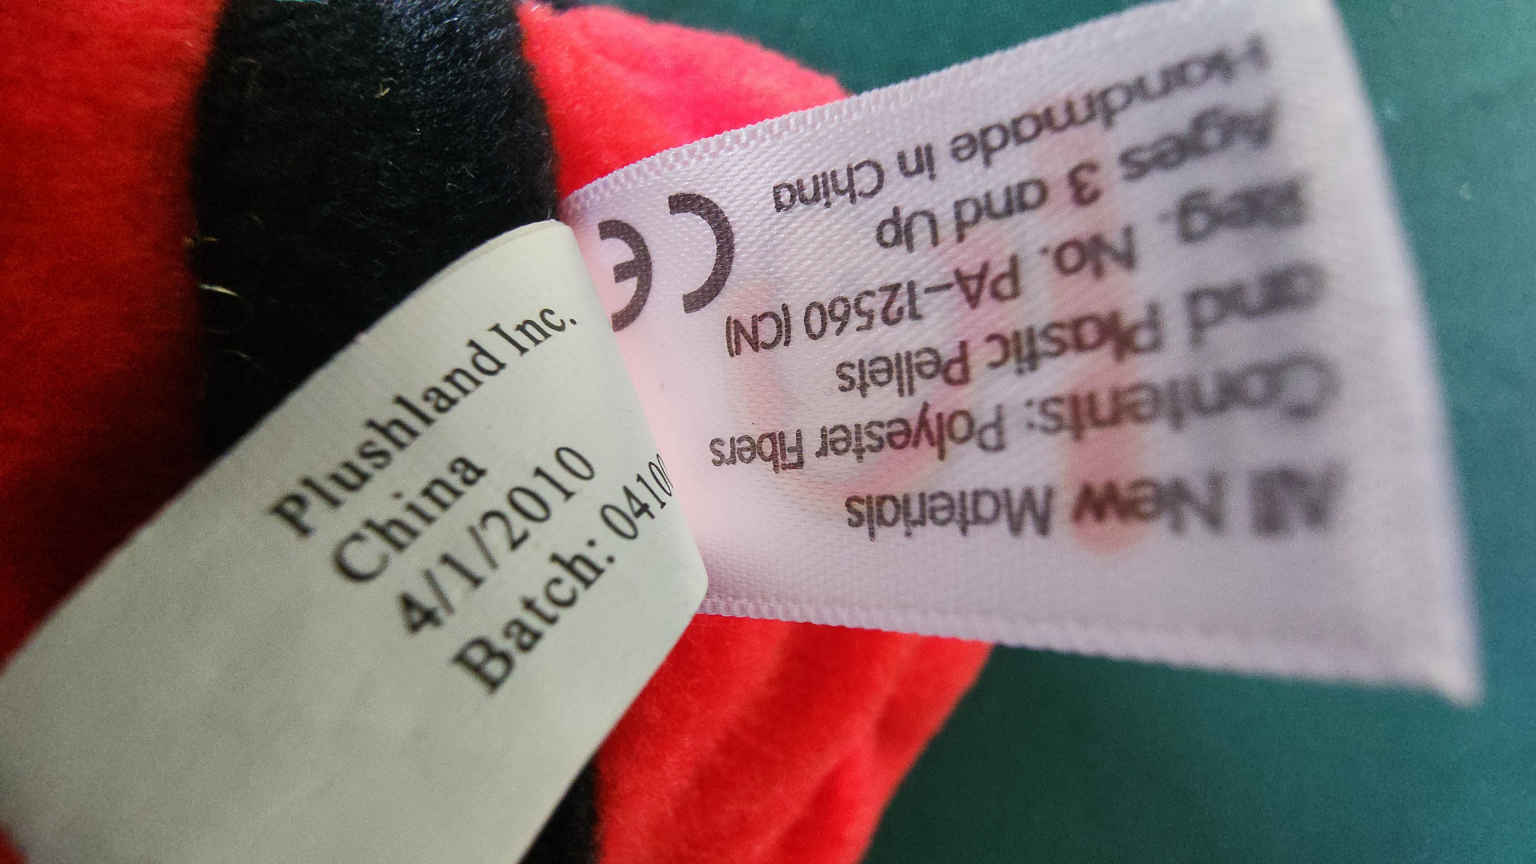 Plushland Inc.
China
4/1/2010
Batch: 0410
All New Materials
Contents: Polyester Fibers
and Plastic Pellets
Reg. No. PA-12560 (CN)
Ages 3 and Up
Handmade in China
CE